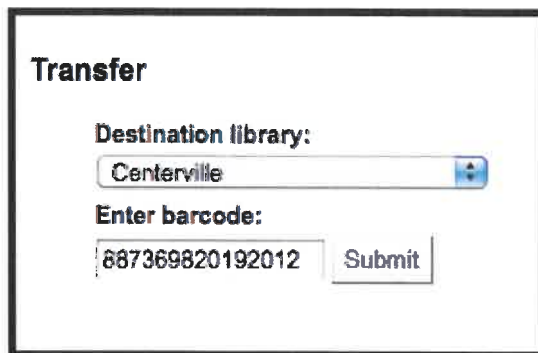 Transfer
Destination library:
Centerville
Enter barcode:
887369820192012 Submit